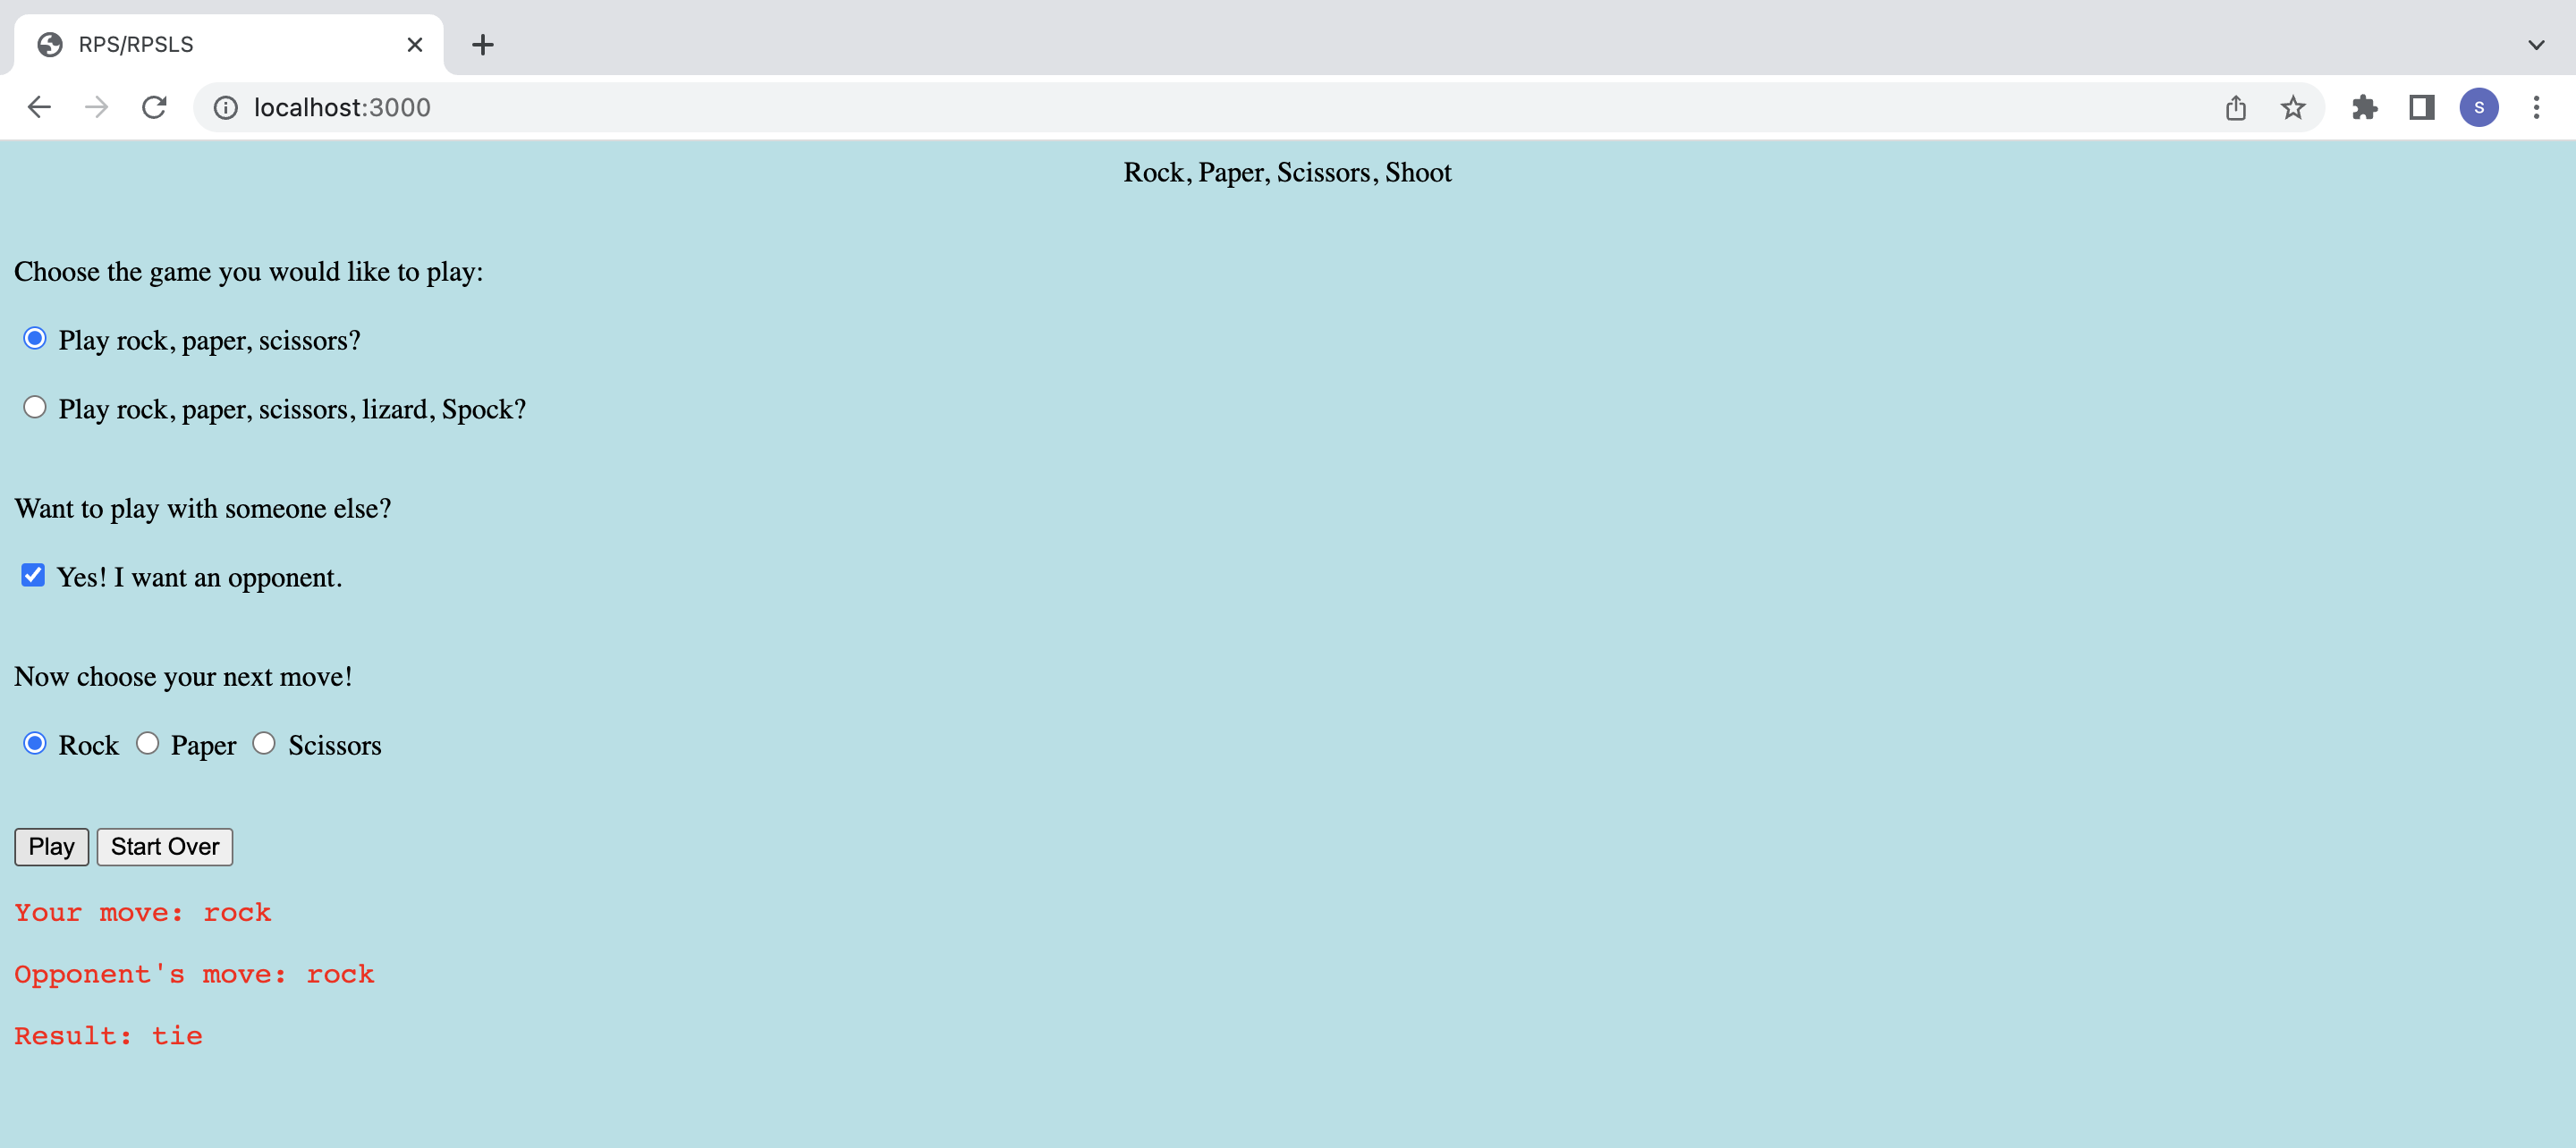 RPS/RPSLS
localhost:3000
S
Rock, Paper, Scissors, Shoot
Choose the game you would like to play:
Play rock, paper, scissors?
Play rock, paper, scissors, lizard, Spock?
Want to play with someone else?
Yes! I want an opponent.
Now choose your next move!
Rock Paper Scissors
Play Start Over
Your move: rock
Opponent's move: rock
Result: tie